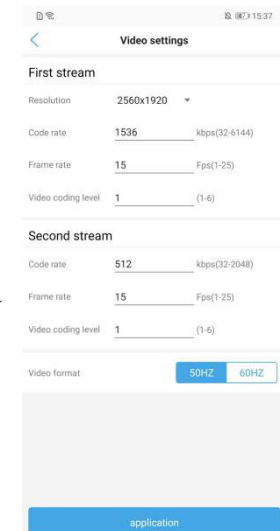 15:37
Video settings
First stream
Resolution 2560x1920
Code rate 1536 kbps(32-6144)
Frame rate 15 Fps(1-25)
Video coding level 1 (1-6)
Second stream
Code rate 512 kbps(32-2048)
Frame rate 15 Fps(1-25)
Video coding level 1 (1-6)
Video format 50HZ 60HZ
application